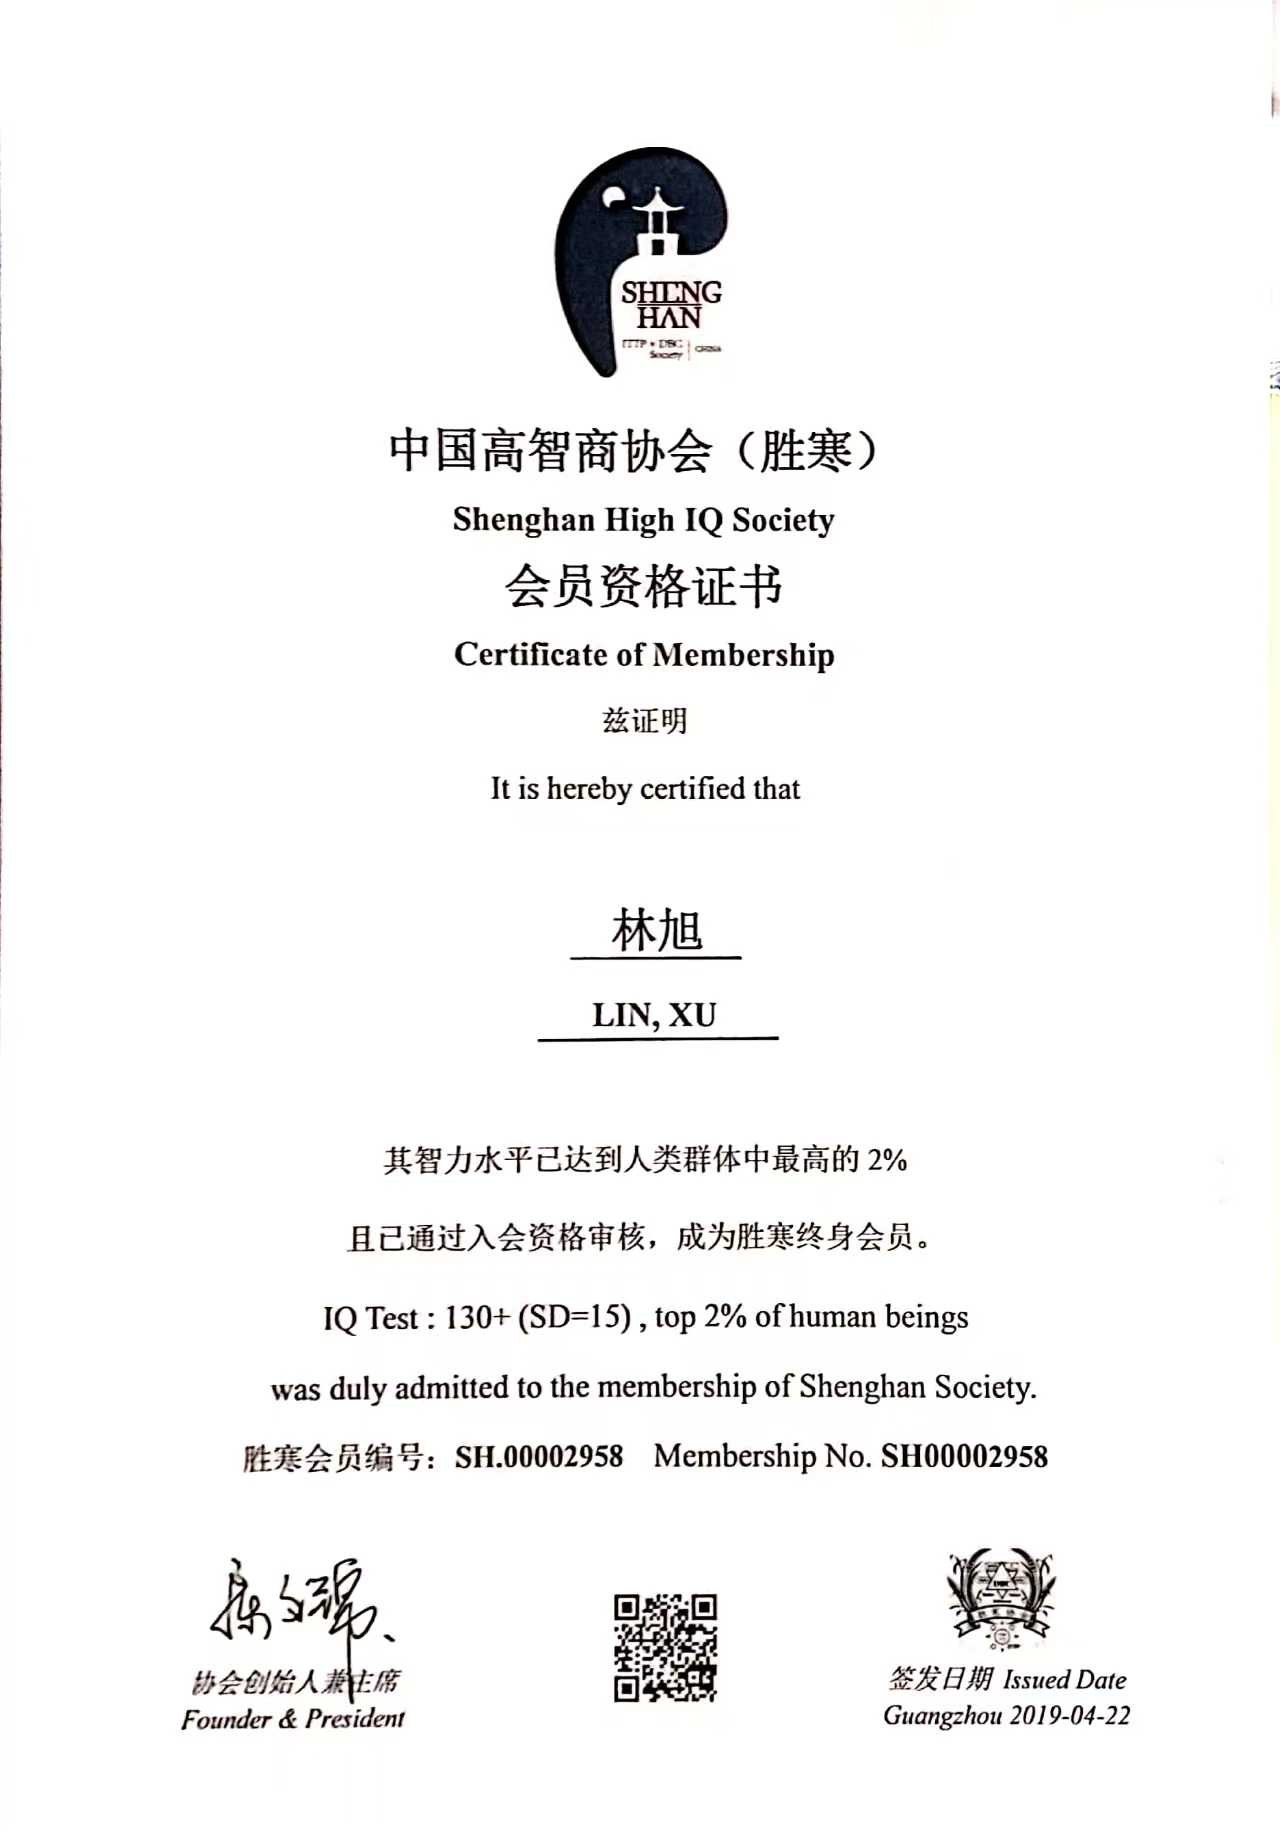 SHENG
HAN
Society
CHINA
中国高智商协会（胜寒）
Shenghan High IQ Society
会员资格证书
Certificate of Membership
兹证明
It is hereby certified that
林旭
LIN, XU
其智力水平已达到人类群体中最高的 2%
且已通过入会资格审核，成为胜寒终身会员。
IQ Test : 130+ (SD=15) , top 2% of human beings
was duly admitted to the membership of Shenghan Society.
胜寒会员编号：SH.00002958 Membership No. SH00002958
胜寒协会
协会创始人兼主席
Founder & President
签发日期 Issued Date
Guangzhou 2019-04-22